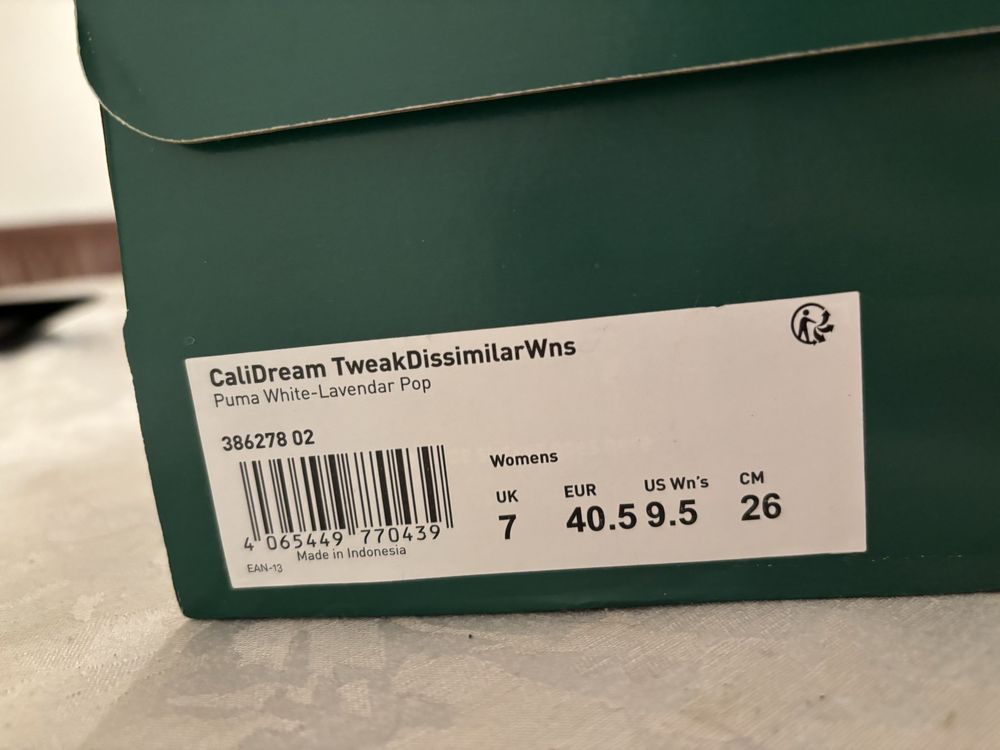 CaliDream TweakDissimilarWns
Puma White-Lavendar Pop
386278 02
4 065449 770439
Made in Indonesia
EAN-13
Womens
UK EUR US Wn's CM
7 40.5 9.5 26